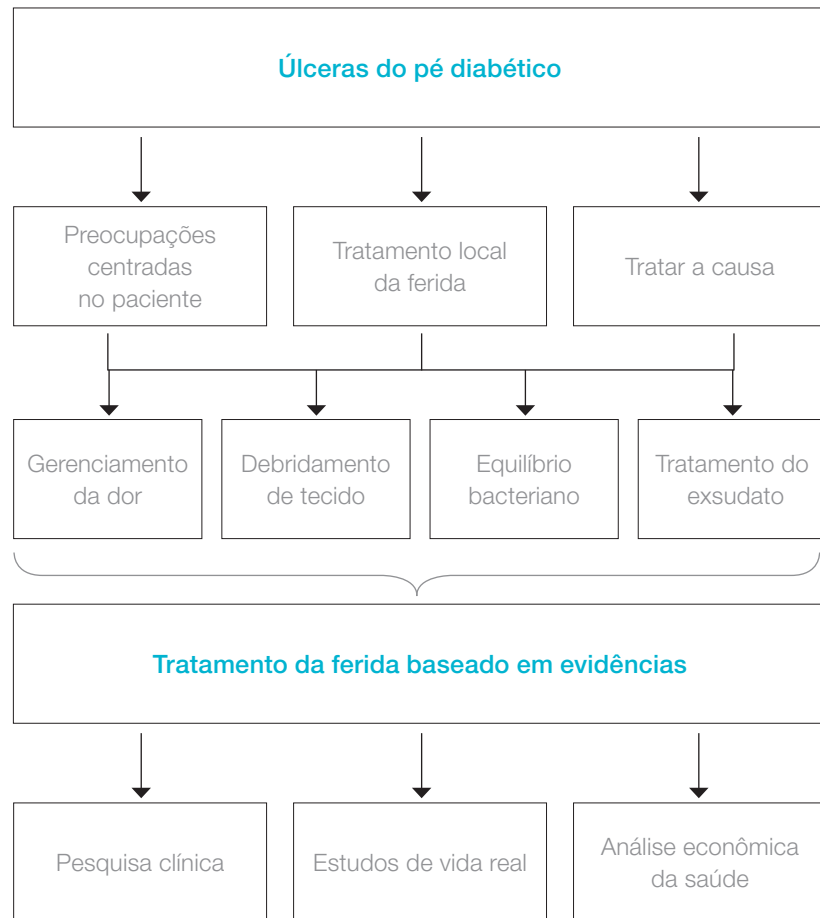 Úlceras do pé diabético
Preocupações
centradas
no paciente
Tratamento local
da ferida
Tratar a causa
Gerenciamento
da dor
Debridamento
de tecido
Equilíbrio
bacteriano
Tratamento do
exsudato
Tratamento da ferida baseado em evidências
Pesquisa clínica
Estudos de vida real
Análise econômica
da saúde